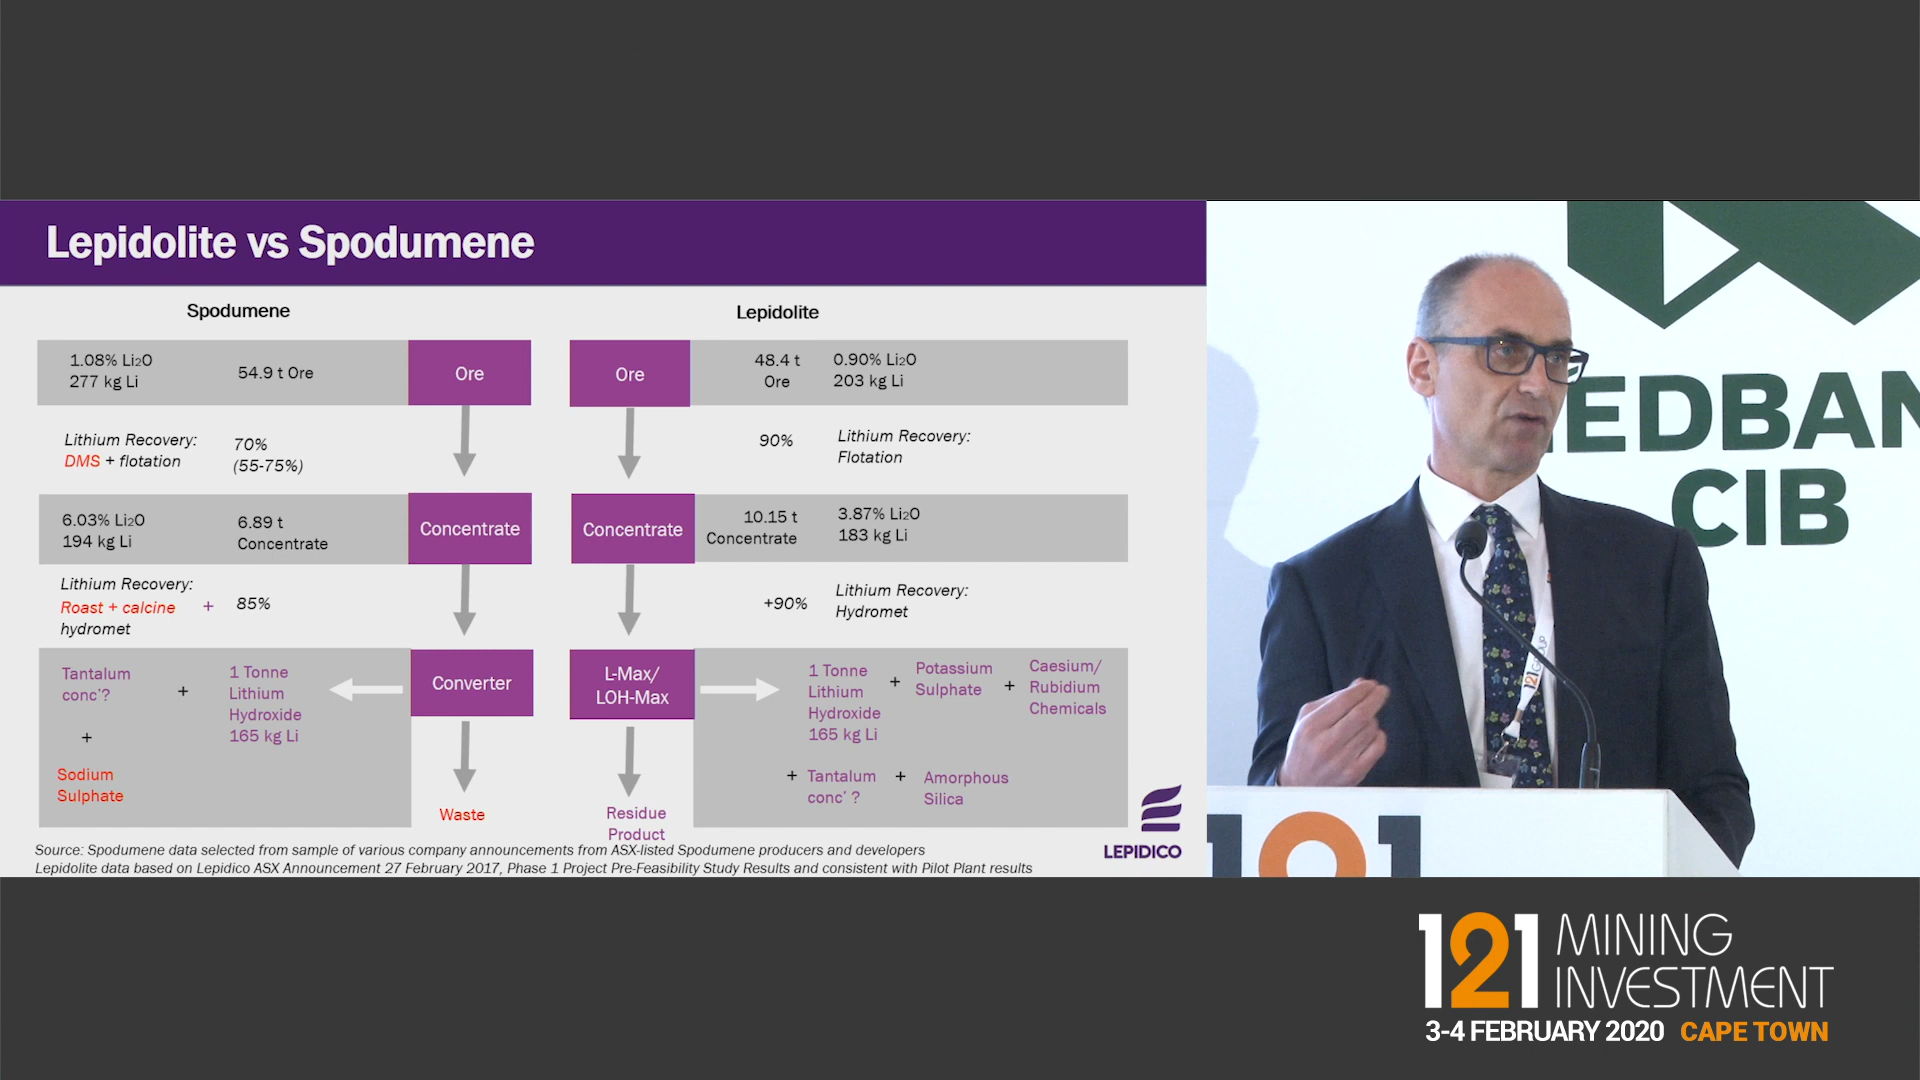 Lepidolite vs Spodumene
Spodumene
Lepidolite
1.08% Li₂O
277 kg Li
54.9 t Ore
Ore
Ore
48.4 t
Ore
0.90% Li₂O
203 kg Li
Lithium Recovery:
DMS + flotation
70%
(55-75%)
90%
Lithium Recovery:
Flotation
6.03% Li₂O
194 kg Li
6.89 t
Concentrate
Concentrate
Concentrate
10.15 t
Concentrate
3.87% Li₂O
183 kg Li
Lithium Recovery:
Roast + calcine +
hydromet
85%
+90%
Lithium Recovery:
Hydromet
Tantalum
conc'?
+
1 Tonne
Lithium
Hydroxide
165 kg Li
+
Sodium
Sulphate
Converter
Waste
L-Max/
LOH-Max
Residue
Product
1 Tonne
Lithium
Hydroxide
165 kg Li
+
Potassium
Sulphate
+
Caesium/
Rubidium
Chemicals
+
Tantalum
conc' ?
+
Amorphous
Silica
LEPIDICO
Source: Spodumene data selected from sample of various company announcements from ASX-listed Spodumene producers and developers
Lepidolite data based on Lepidico ASX Announcement 27 February 2017, Phase 1 Project Pre-Feasibility Study Results and consistent with Pilot Plant results
EDBAN
CIB
121 GROUP
121
121 MINING
INVESTMENT
3-4 FEBRUARY 2020 CAPE TOWN